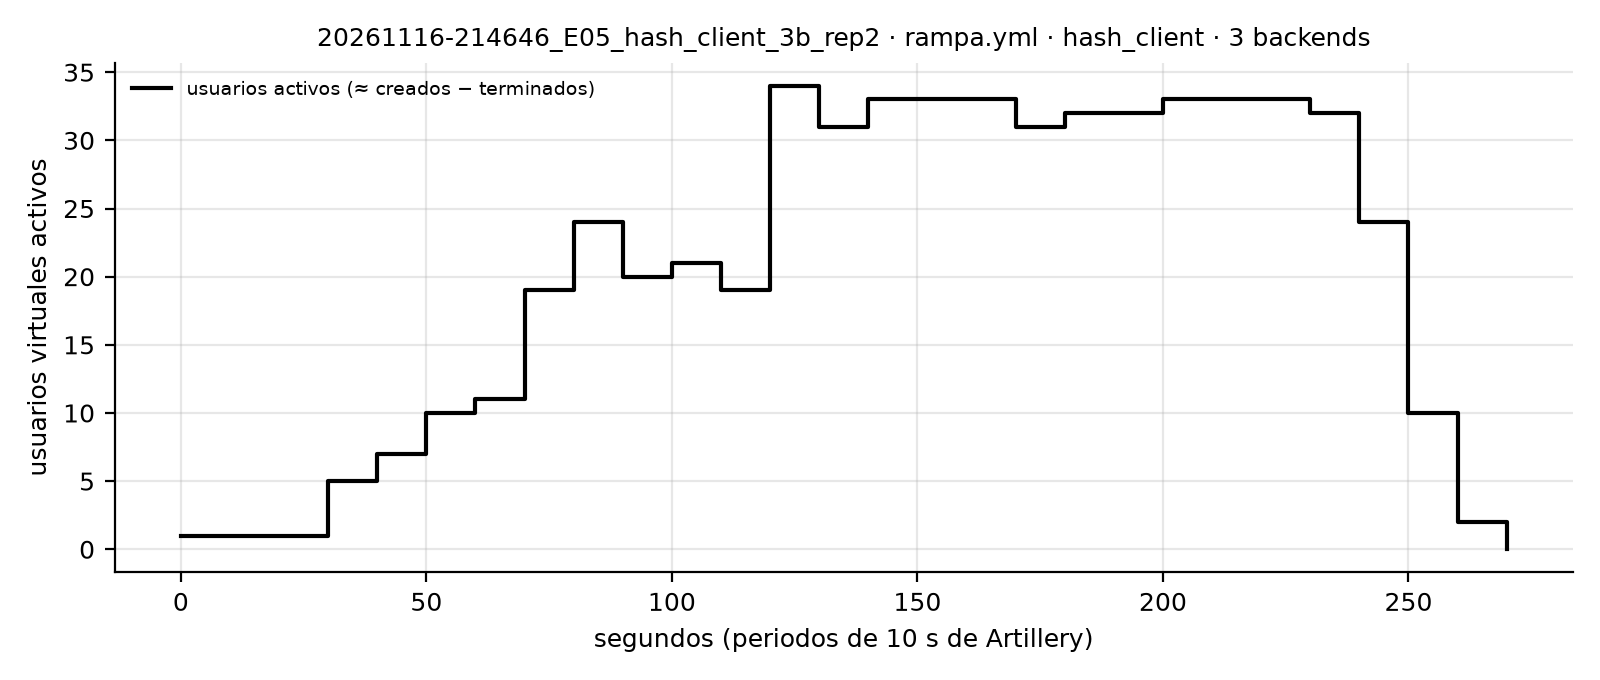 20261116-214646_E05_hash_client_3b_rep2 · rampa.yml · hash_client · 3 backends
usuarios activos (≈ creados − terminados)
usuarios virtuales activos
35
30
25
20
15
10
5
0
0 50 100 150 200 250
segundos (periodos de 10 s de Artillery)